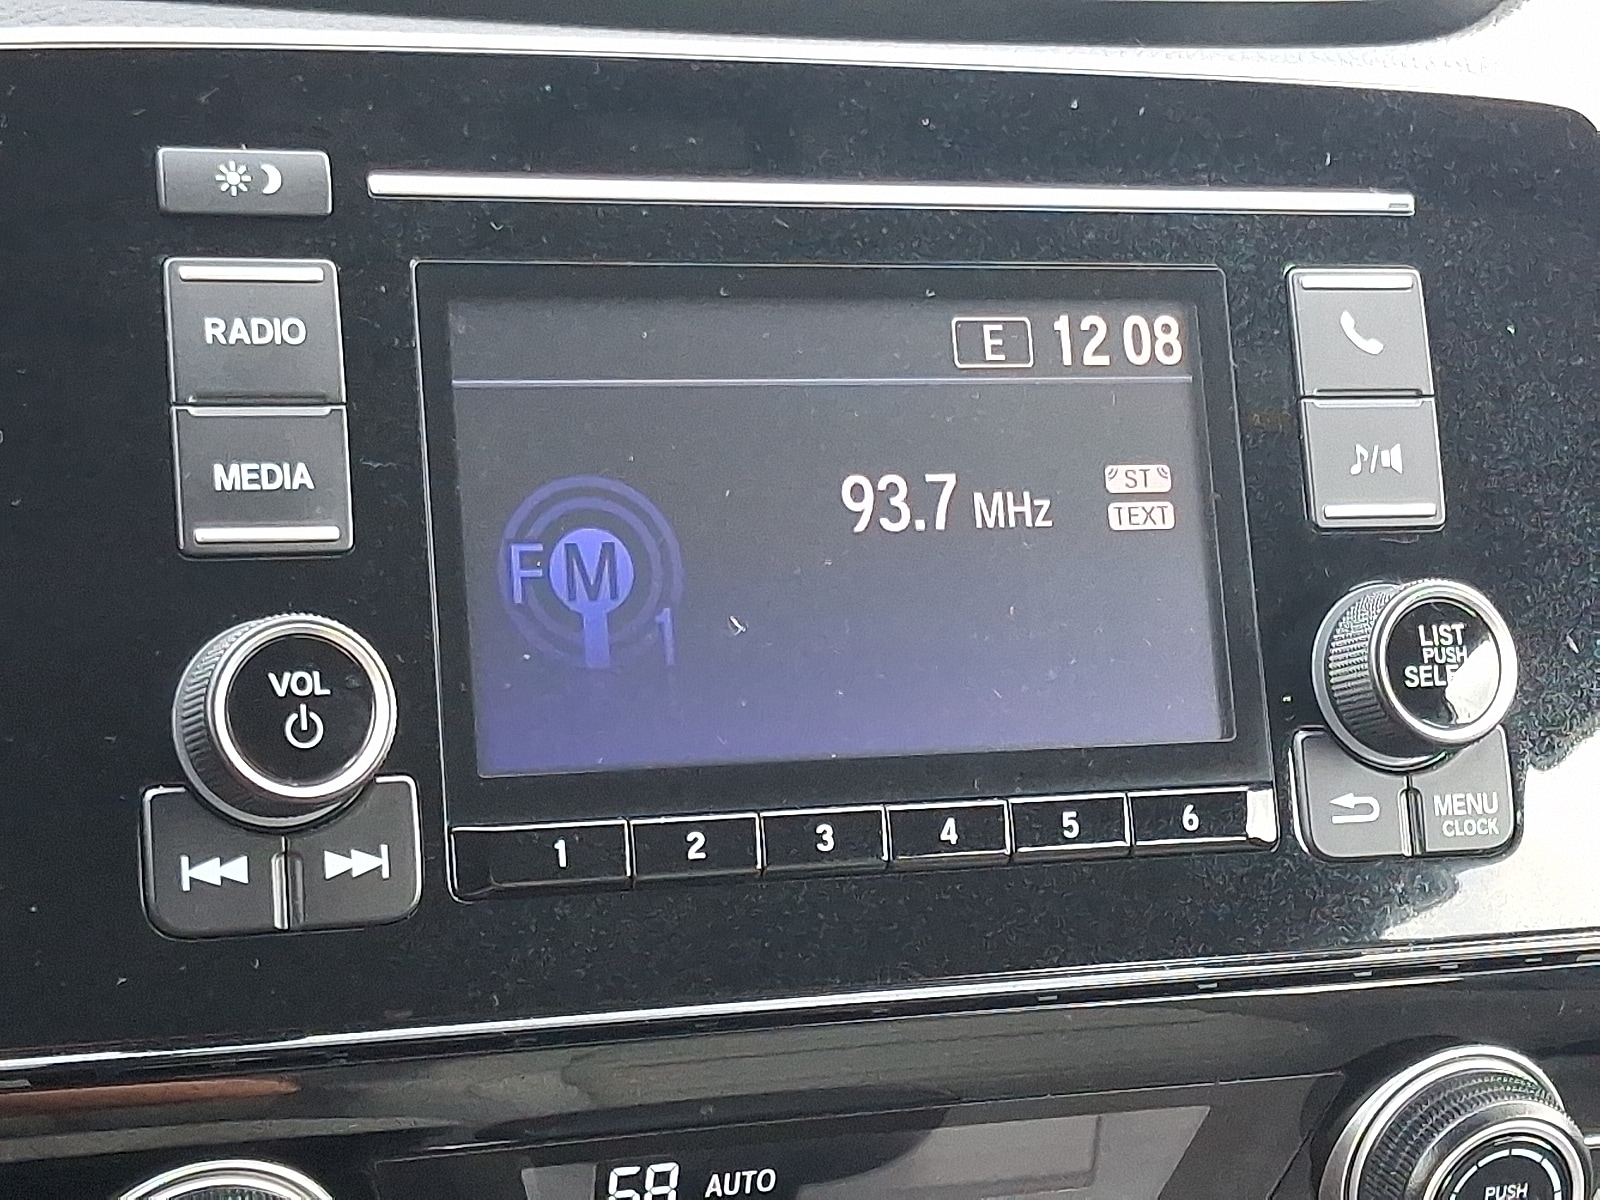 E 12 08
RADIO
MEDIA
93.7 MHz
ST
TEXT
FM
1
VOL
LIST
PUSH
1 2 3 4 5 6
MENU
CLOCK
68 AUTO
PUSH